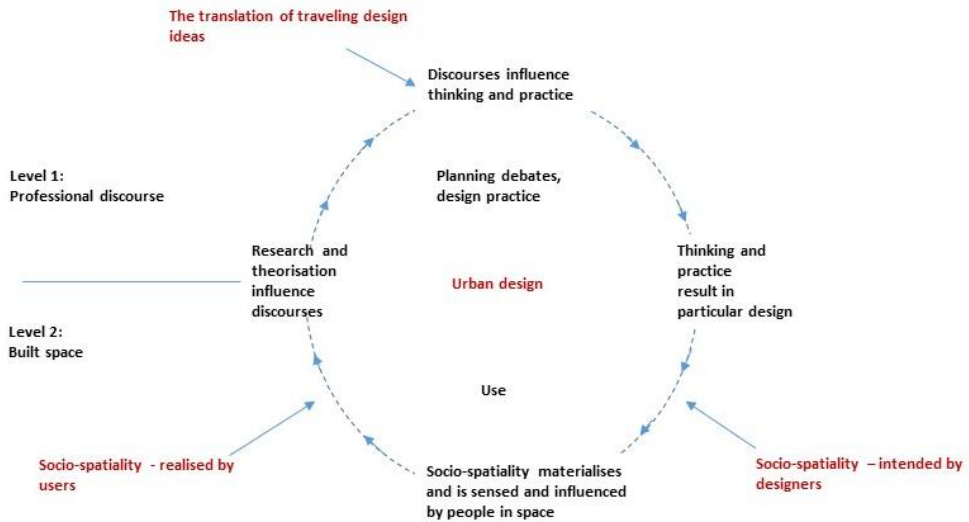 The translation of traveling design
ideas
Discourses influence
thinking and practice
Level 1:
Professional discourse
Planning debates,
design practice
Research and
theorisation
influence
discourses
Urban design
Thinking and
practice
result in
particular design
Level 2:
Built space
Use
Socio-spatiality - realised by
users
Socio-spatiality materialises
and is sensed and influenced
by people in space
Socio-spatiality – intended by
designers